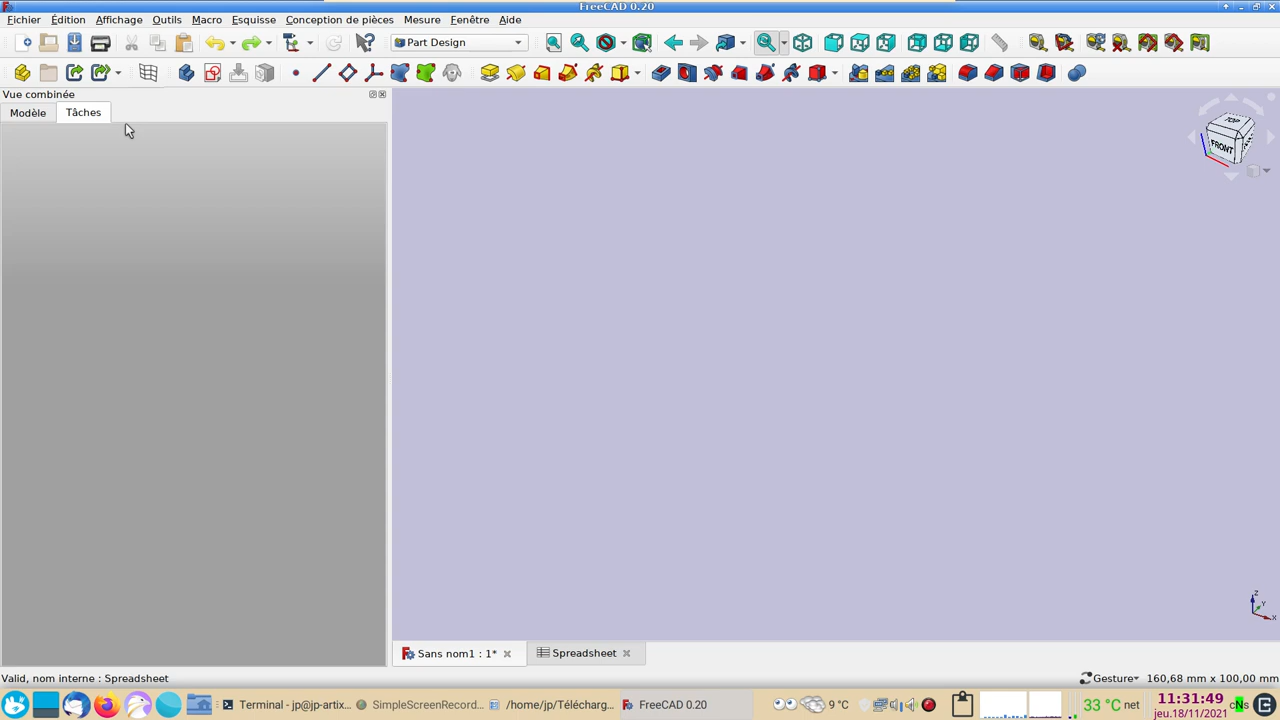 FreeCAD 0.20
Fichier Édition Affichage Outils Macro Esquisse Conception de pièces Mesure Fenêtre Aide
Part Design
Vue combinée
Modèle Tâches
TOP
FRONT
Z
Y
X
Sans nom1 : 1* Spreadsheet
Valid, nom interne : Spreadsheet
Gesture 160,68 mm x 100,00 mm
Terminal - jp@jp-artix... SimpleScreenRecord... /home/jp/Télécharg... FreeCAD 0.20 9 °C 33 °C net 11:31:49 cNs
jeu.18/11/2021